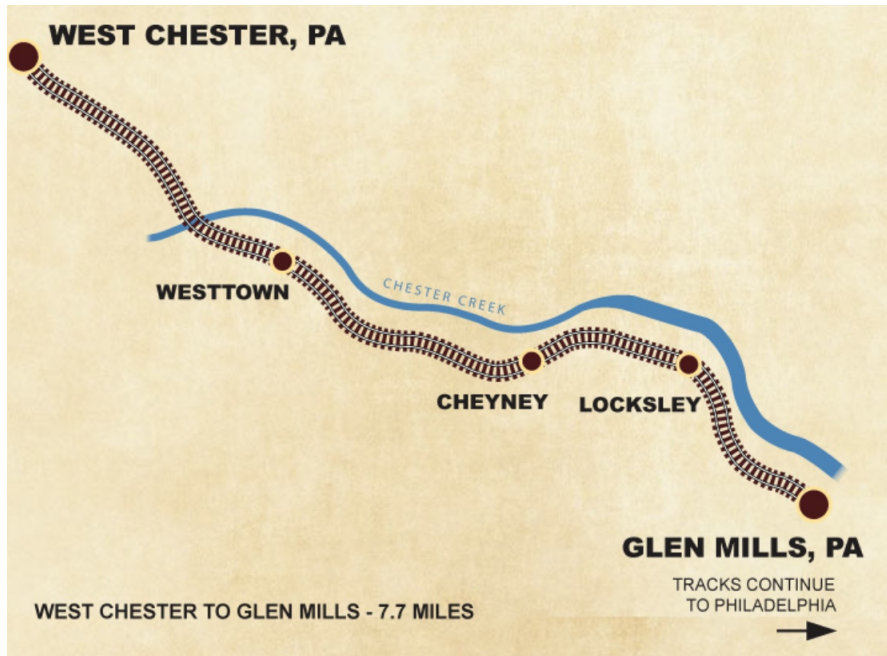 WEST CHESTER, PA
WESTTOWN
CHESTER CREEK
CHEYNEY
LOCKSLEY
GLEN MILLS, PA
TRACKS CONTINUE
TO PHILADELPHIA
WEST CHESTER TO GLEN MILLS - 7.7 MILES